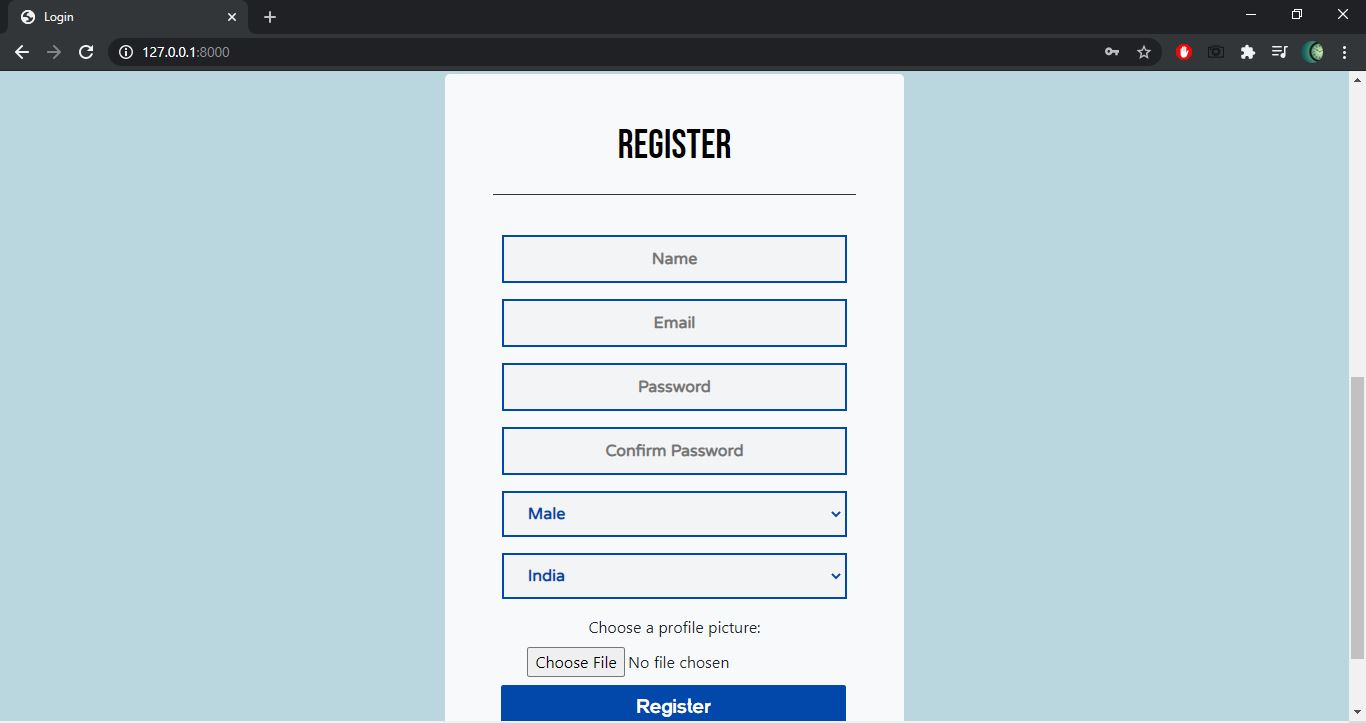 Login
127.0.0.1:8000
REGISTER
Name
Email
Password
Confirm Password
Male
India
Choose a profile picture:
Choose File No file chosen
Register